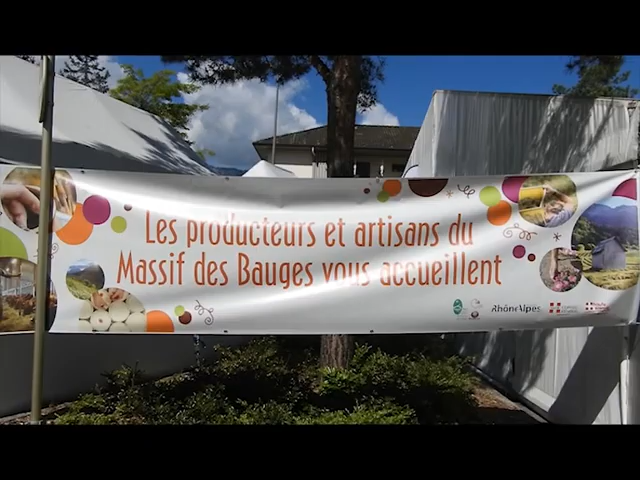 Les producteurs et artisans du
Massif des Bauges vous accueillent
RhôneAlpes